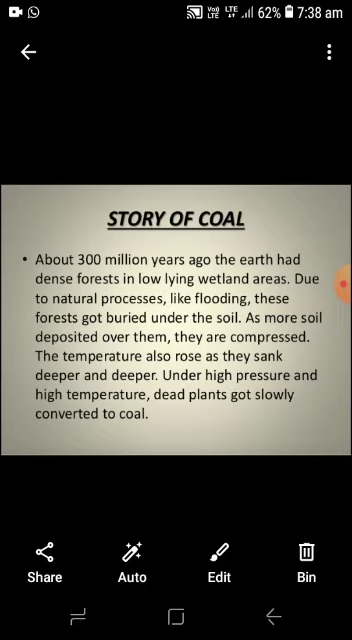 Vo)) LTE LTE 62% 7:38 am
STORY OF COAL
• About 300 million years ago the earth had
dense forests in low lying wetland areas. Due
to natural processes, like flooding, these
forests got buried under the soil. As more soil
deposited over them, they are compressed.
The temperature also rose as they sank
deeper and deeper. Under high pressure and
high temperature, dead plants got slowly
converted to coal.
Share Auto Edit Bin